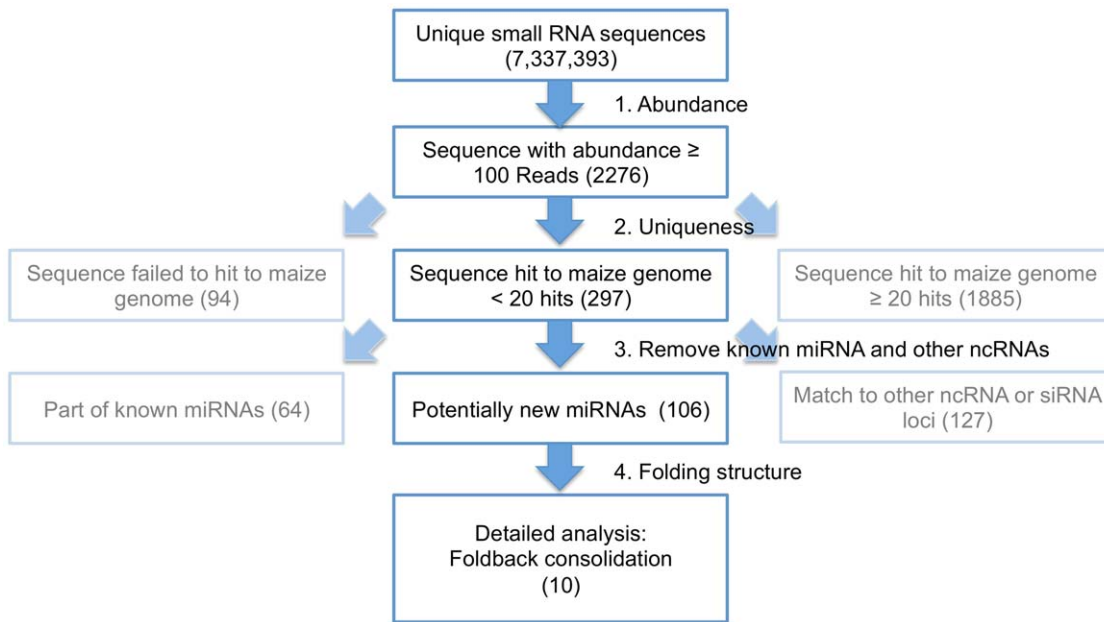 Unique small RNA sequences
(7,337,393)
1. Abundance
Sequence with abundance ≥
100 Reads (2276)
2. Uniqueness
Sequence failed to hit to maize
genome (94)
Sequence hit to maize genome
< 20 hits (297)
Sequence hit to maize genome
≥ 20 hits (1885)
3. Remove known miRNA and other ncRNAs
Part of known miRNAs (64)
Potentially new miRNAs (106)
Match to other ncRNA or siRNA
loci (127)
4. Folding structure
Detailed analysis:
Foldback consolidation
(10)